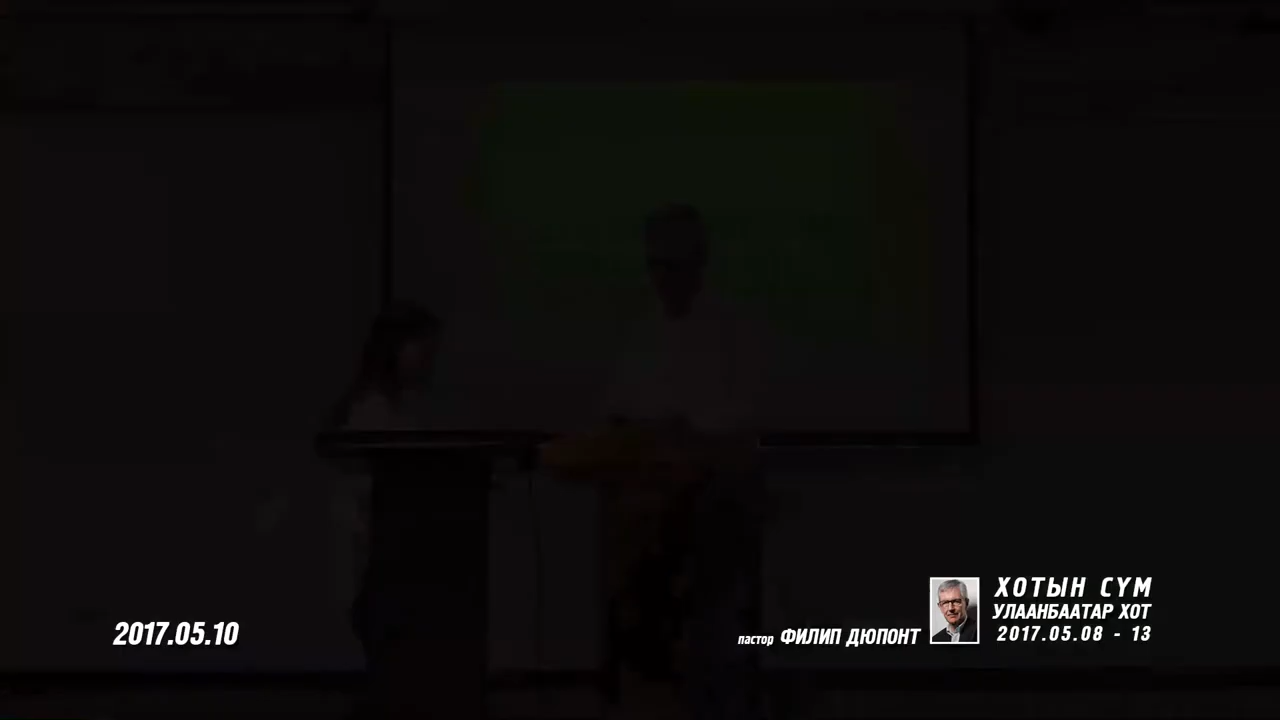 2017.05.10
пастор ФИЛИП ДЮПОНТ
ХОТЫН СҮМ
УЛААНБААТАР ХОТ
2017.05.08 - 13